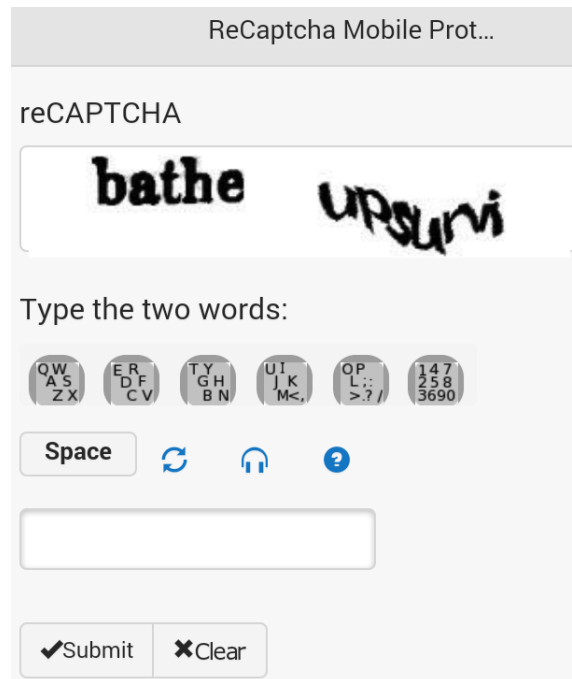 ReCaptcha Mobile Prot...
reCAPTCHA
bathe upsurvi
Type the two words:
QW ER TY UI OP 147
AS DF GH JK L;: 258
ZX CV BN M<, >.?/ 3690
Space
Submit Clear